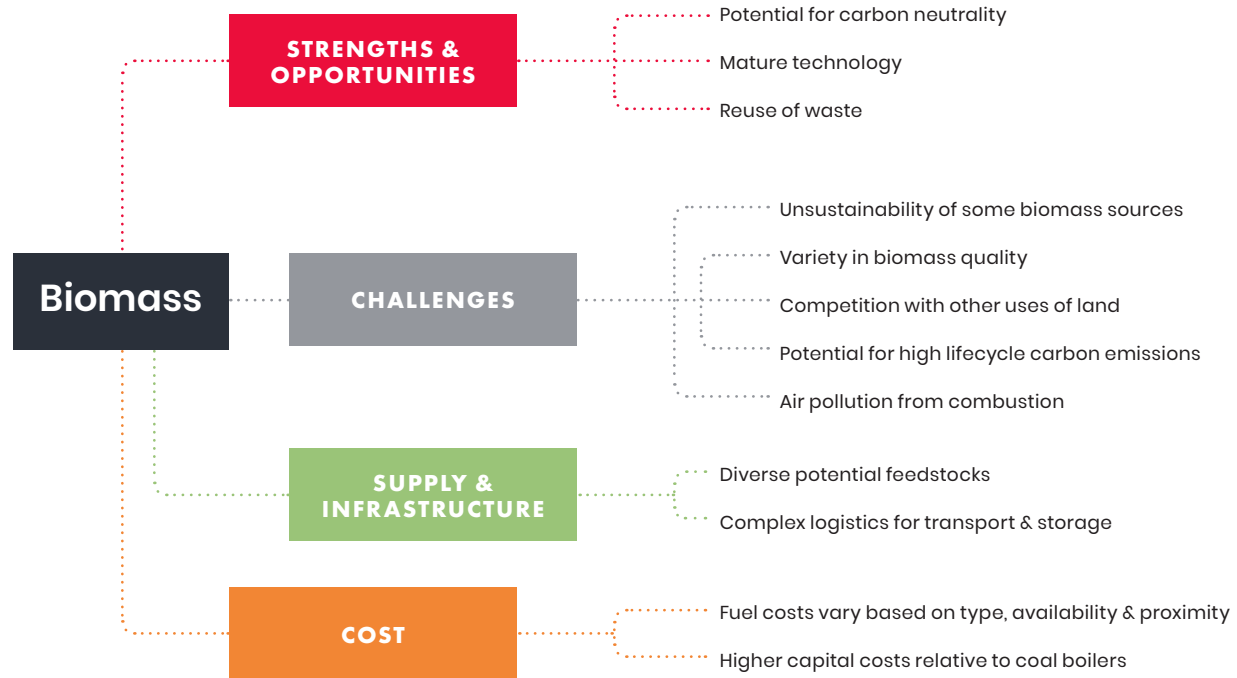 Biomass
STRENGTHS &
OPPORTUNITIES
Potential for carbon neutrality
Mature technology
Reuse of waste
CHALLENGES
Unsustainability of some biomass sources
Variety in biomass quality
Competition with other uses of land
Potential for high lifecycle carbon emissions
Air pollution from combustion
SUPPLY &
INFRASTRUCTURE
Diverse potential feedstocks
Complex logistics for transport & storage
COST
Fuel costs vary based on type, availability & proximity
Higher capital costs relative to coal boilers